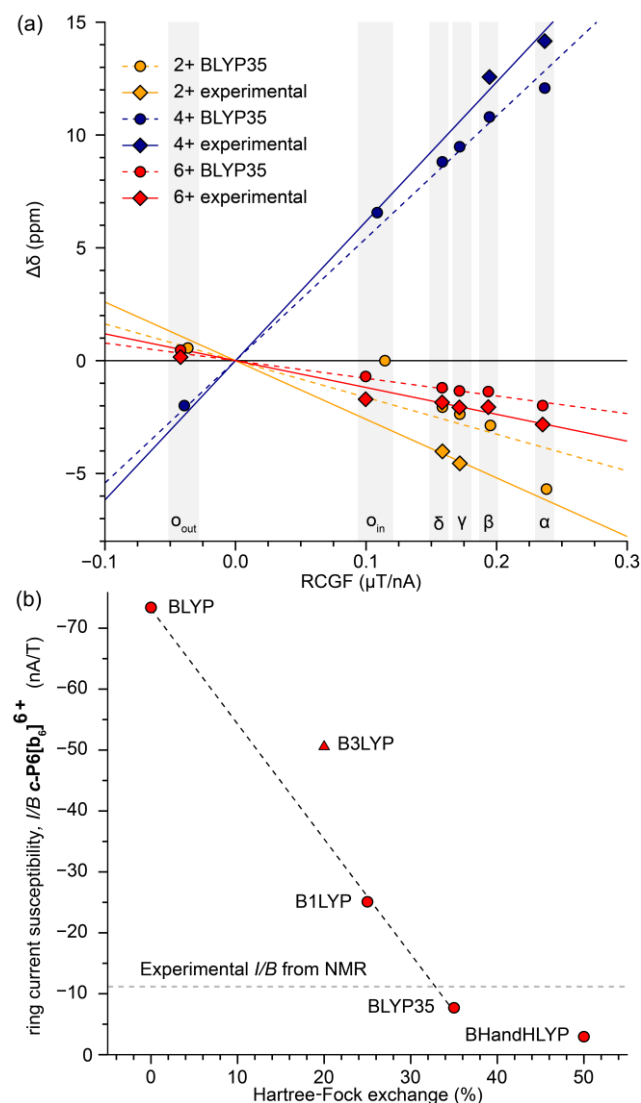 (a)
15
10
5
0
−5
Δδ (ppm)
2+ BLYP35
2+ experimental
4+ BLYP35
4+ experimental
6+ BLYP35
6+ experimental
o_out
o_in
δ
γ
β
α
−0.1
0.0
0.1
0.2
0.3
RCGF (µT/nA)
(b)
−70
−60
−50
−40
−30
−20
−10
0
ring current susceptibility, I/B c-P6[b₆]⁶⁺ (nA/T)
BLYP
B3LYP
B1LYP
Experimental I/B from NMR
BLYP35
BHandHLYP
0
10
20
30
40
50
Hartree-Fock exchange (%)